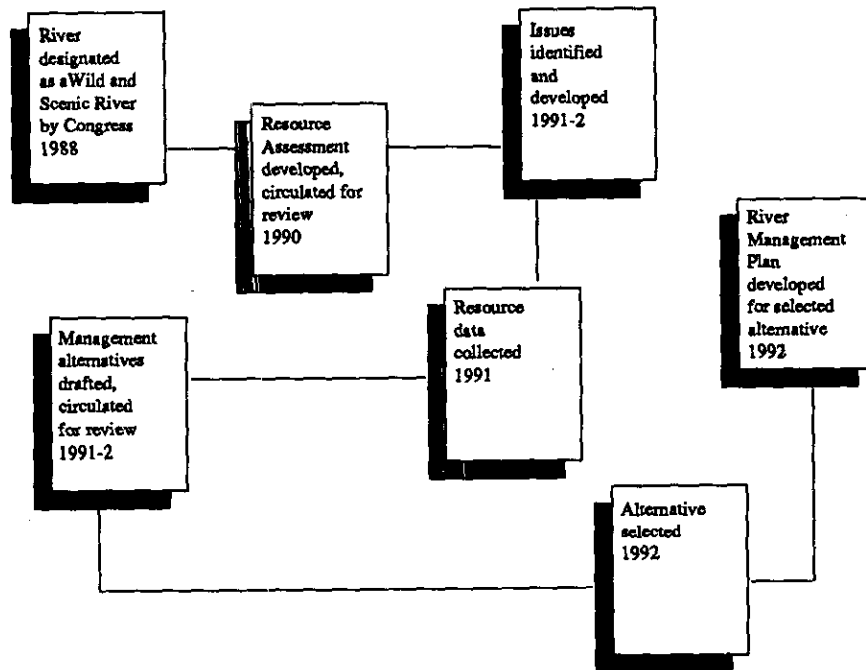 River
designated
as aWild and
Scenic River
by Congress
1988
Resource
Assessment
developed,
circulated for
review
1990
Issues
identified
and
developed
1991-2
Resource
data
collected
1991
Management
alternatives
drafted,
circulated
for review
1991-2
Alternative
selected
1992
River
Management
Plan
developed
for selected
alternative
1992